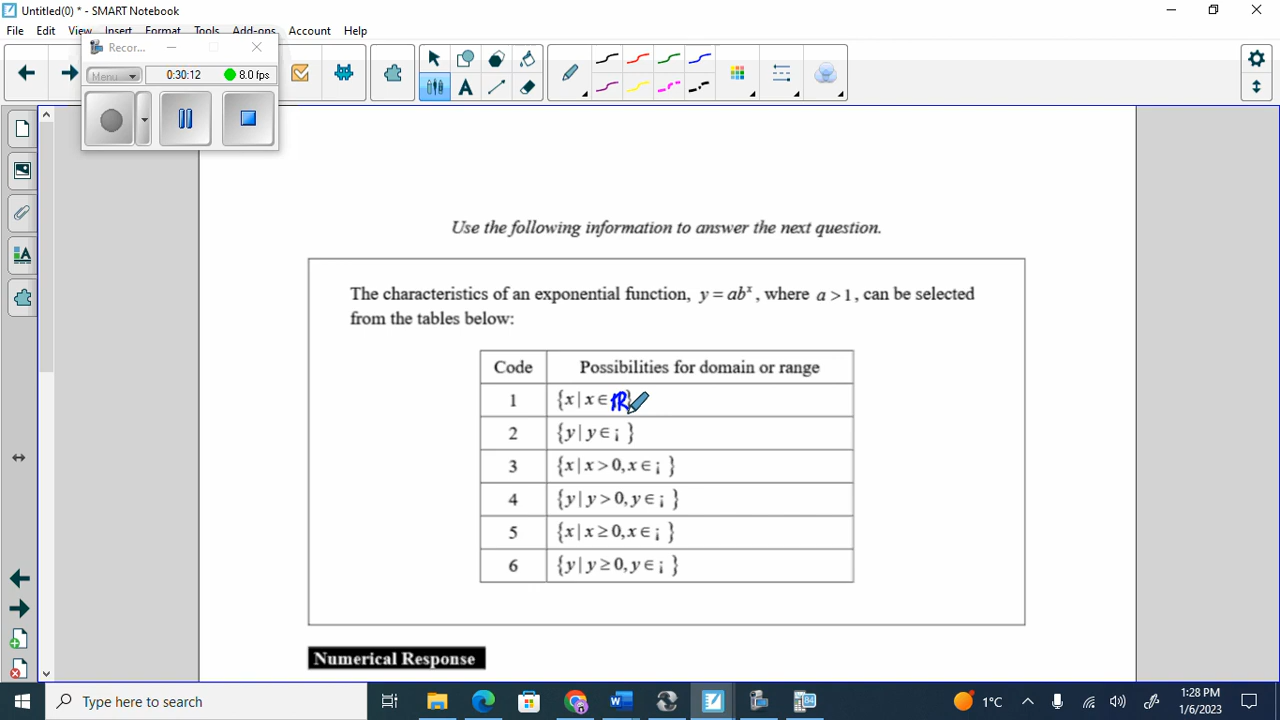 Untitled(0) * - SMART Notebook
File Edit View Insert Format Tools Add-ons Account Help
Recor...
Menu 0:30:12 8.0 fps
Use the following information to answer the next question.
The characteristics of an exponential function, y = abˣ, where a > 1, can be selected
from the tables below:
Code Possibilities for domain or range
1 {x | x ∈ ℝ}
2 {y | y ∈ ¡ }
3 {x | x > 0, x ∈ ¡ }
4 {y | y > 0, y ∈ ¡ }
5 {x | x ≥ 0, x ∈ ¡ }
6 {y | y ≥ 0, y ∈ ¡ }
Numerical Response
Type here to search
1°C
1:28 PM
1/6/2023